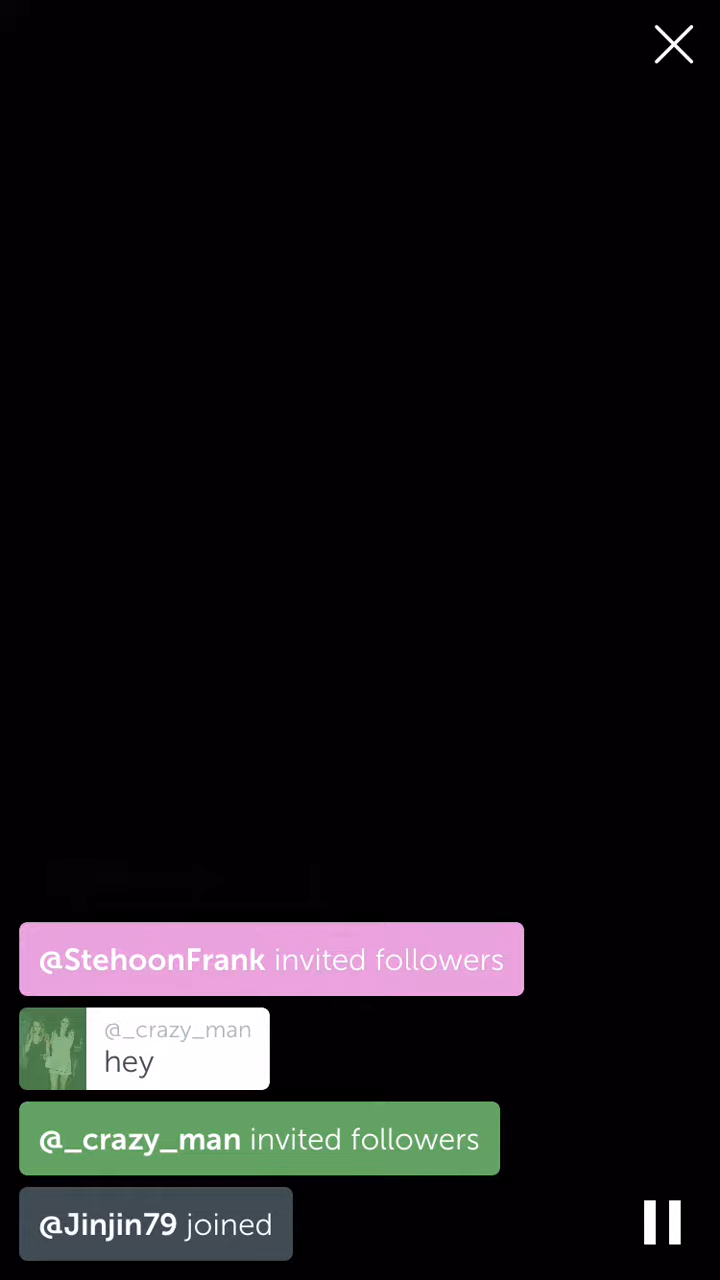 @StehoonFrank invited followers
@_crazy_man
hey
@_crazy_man invited followers
@Jinjin79 joined